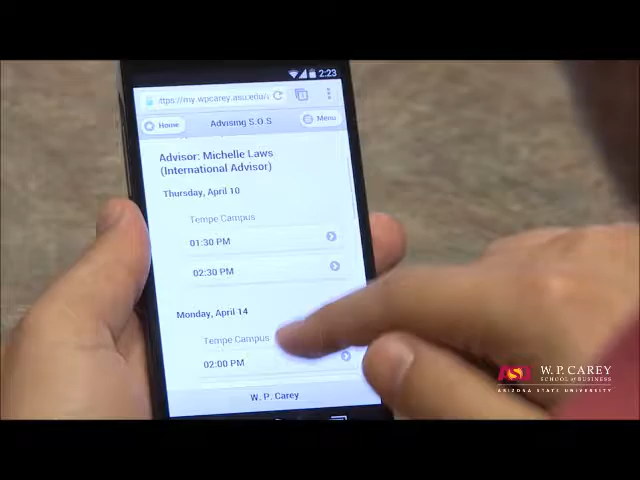 2:23
ttps://my.wpcarey.asu.edu/
Home
Advising S.O.S
Menu
Advisor: Michelle Laws
(International Advisor)
Thursday, April 10
Tempe Campus
01:30 PM
02:30 PM
Monday, April 14
Tempe Campus
02:00 PM
W. P. Carey
ASU
W. P. CAREY
SCHOOL of BUSINESS
ARIZONA STATE UNIVERSITY